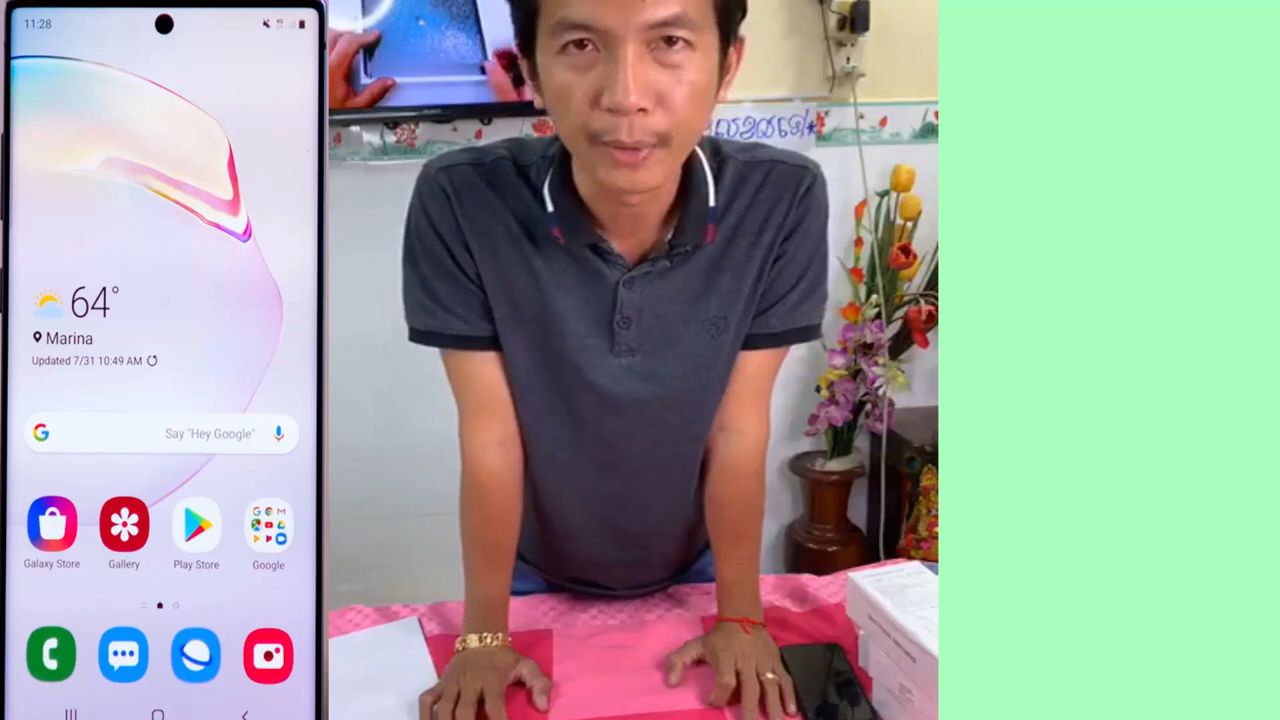 11:28
64°
Marina
Updated 7/31 10:49 AM
Say "Hey Google"
Galaxy Store
Gallery
Play Store
Google